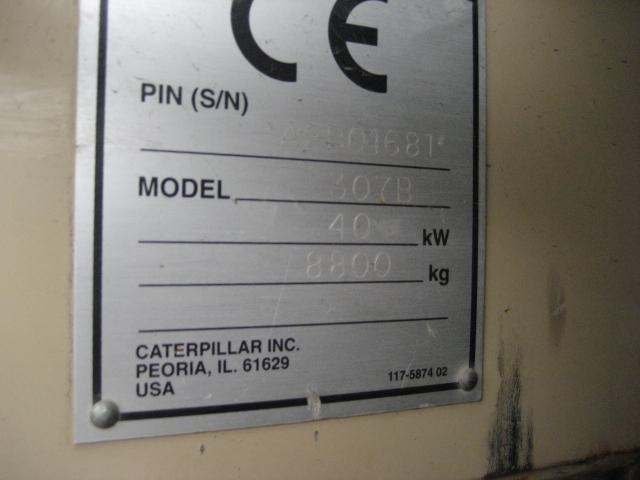 CE
PIN (S/N)
MODEL 307B
40 kW
8800 kg
CATERPILLAR INC.
PEORIA, IL. 61629
USA
117-5874 02